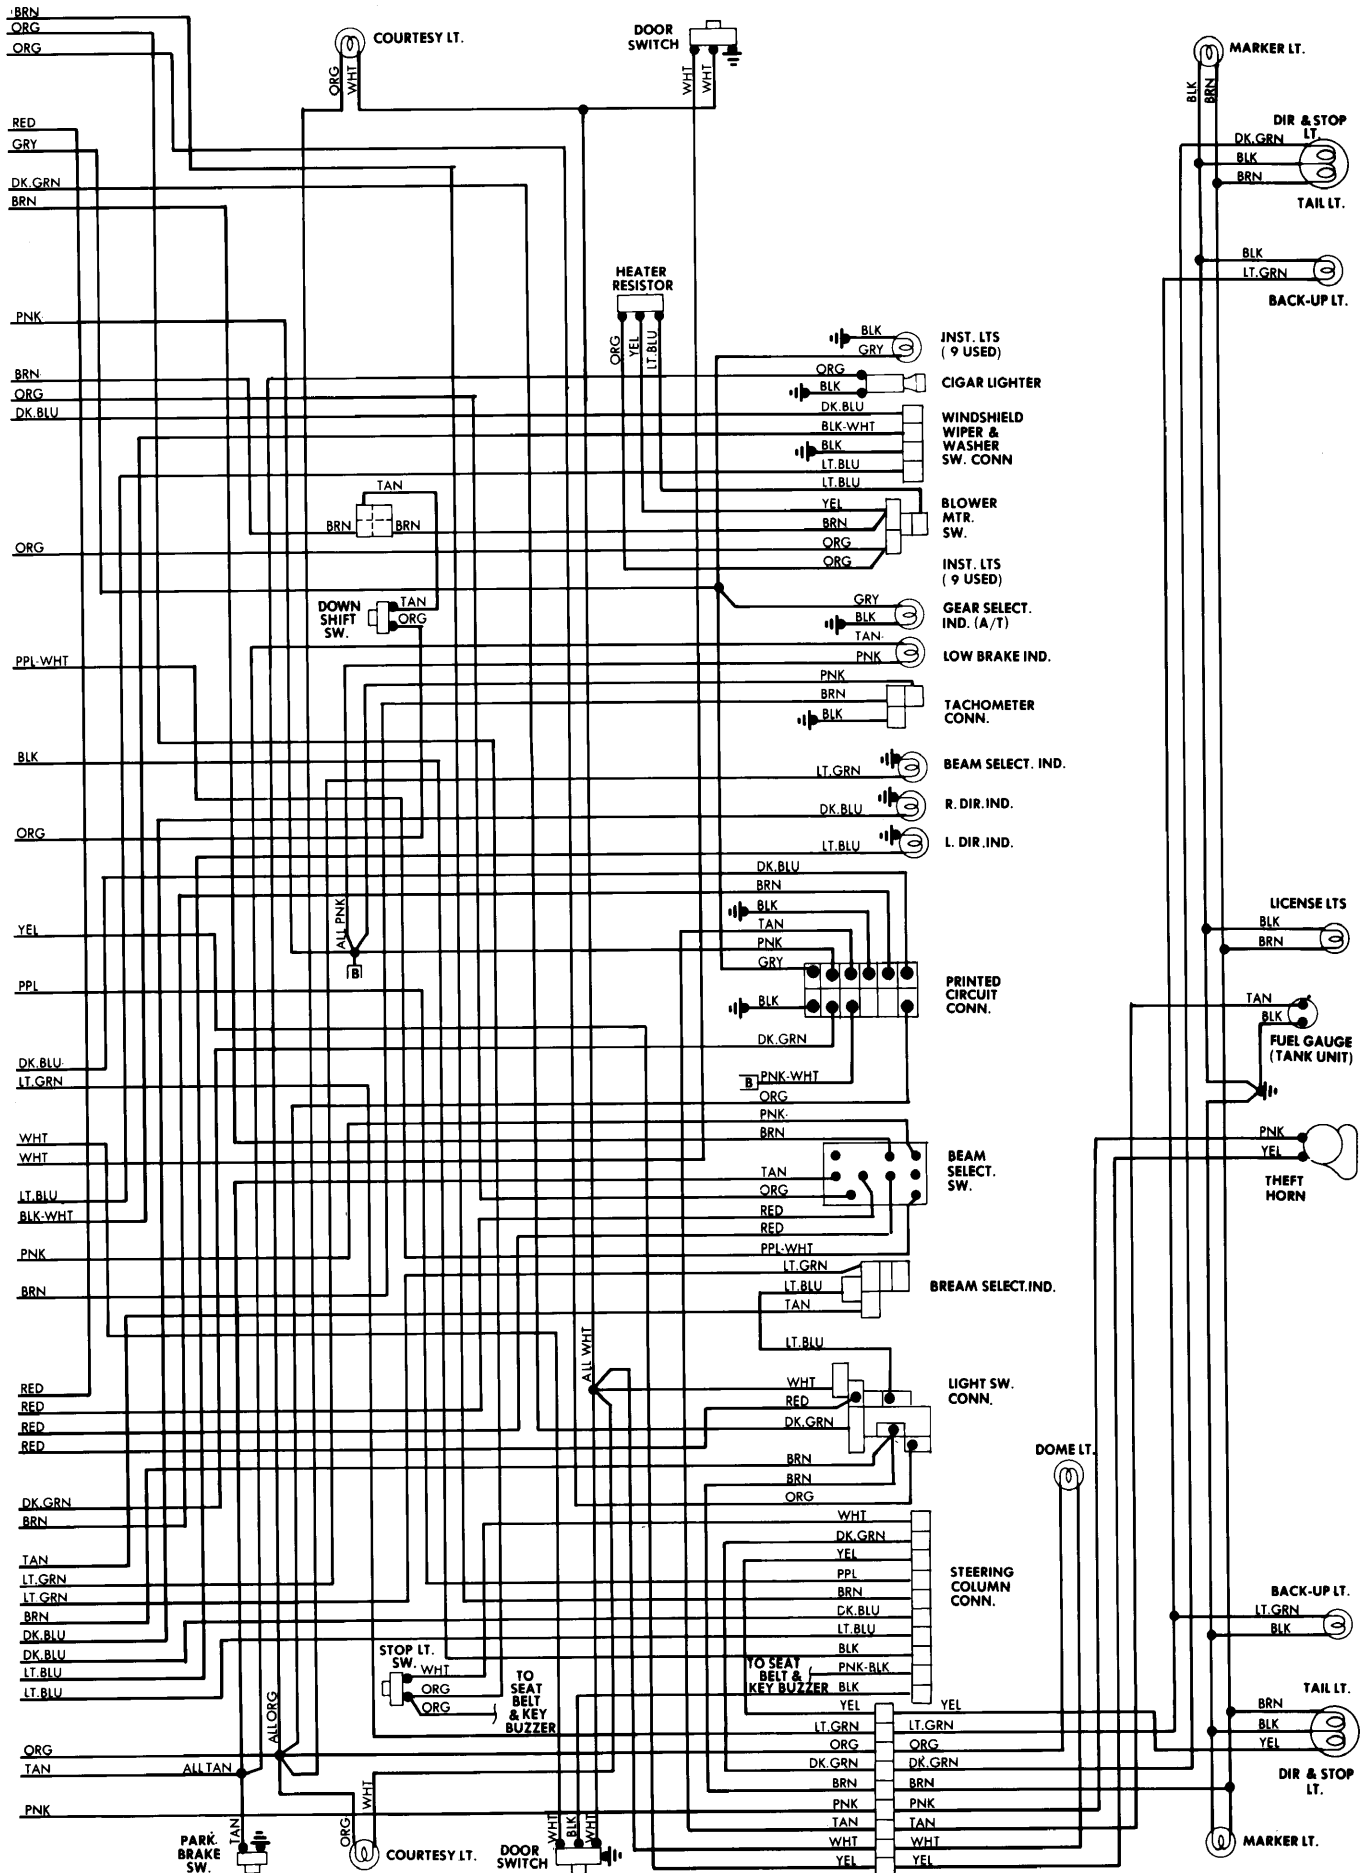 BRN
ORG
ORG
COURTESY LT.
ORG
WHT
DOOR
SWITCH
WHT
WHT
MARKER LT.
BLK
BRN
RED
GRY
DIR & STOP
LT.
DK.GRN
BLK
BRN
TAIL LT.
DK.GRN
BRN
BLK
LT.GRN
BACK-UP LT.
HEATER
RESISTOR
ORG
YEL
LT.BLU
PNK
BLK
GRY
INST. LTS
( 9 USED)
BRN
ORG
DK.BLU
ORG
BLK
CIGAR LIGHTER
DK.BLU
BLK-WHT
BLK
LT.BLU
WINDSHIELD
WIPER &
WASHER
SW. CONN
TAN
BRN
BRN
LT.BLU
YEL
BRN
ORG
ORG
BLOWER
MTR.
SW.
ORG
INST. LTS
( 9 USED)
DOWN
SHIFT
SW.
TAN
ORG
GRY
BLK
GEAR SELECT.
IND. (A/T)
TAN
PNK
LOW BRAKE IND.
PPL-WHT
PNK
BRN
BLK
TACHOMETER
CONN.
BLK
LT.GRN
BEAM SELECT. IND.
DK.BLU
R. DIR.IND.
ORG
LT.BLU
L. DIR.IND.
DK.BLU
BRN
BLK
TAN
PNK
GRY
BLK
DK.GRN
PRINTED
CIRCUIT
CONN.
YEL
ALL PNK
B
PPL
LICENSE LTS
BLK
BRN
TAN
BLK
FUEL GAUGE
(TANK UNIT)
DK.BLU
LT.GRN
B
PNK-WHT
ORG
PNK
BRN
WHT
WHT
PNK
YEL
THEFT
HORN
TAN
ORG
RED
RED
PPL-WHT
BEAM
SELECT.
SW.
LT.BLU
BLK-WHT
PNK
BRN
LT.GRN
LT.BLU
TAN
BREAM SELECT.IND.
LT.BLU
ALL WHT
WHT
RED
DK.GRN
LIGHT SW.
CONN.
RED
RED
RED
RED
BRN
BRN
ORG
DOME LT.
DK.GRN
BRN
WHT
DK.GRN
YEL
PPL
BRN
DK.BLU
LT.BLU
BLK
PNK-BLK
BLK
STEERING
COLUMN
CONN.
TAN
LT.GRN
LT GRN
BRN
DK.BLU
DK.BLU
LT.BLU
LT.BLU
BACK-UP LT.
LT.GRN
BLK
STOP LT.
SW.
WHT
ORG
ORG
TO
SEAT
BELT
& KEY
BUZZER
TO SEAT
BELT &
KEY BUZZER
ALL ORG
ORG
TAN
ALL TAN
PNK
YEL
YEL
LT.GRN
LT.GRN
ORG
ORG
DK.GRN
DK.GRN
BRN
BRN
PNK
PNK
TAN
TAN
WHT
WHT
YEL
YEL
TAIL LT.
BRN
BLK
YEL
DIR & STOP
LT.
MARKER LT.
PARK.
BRAKE
SW.
TAN
ORG
WHT
COURTESY LT.
DOOR
SWITCH
WHT
BLK
WHT